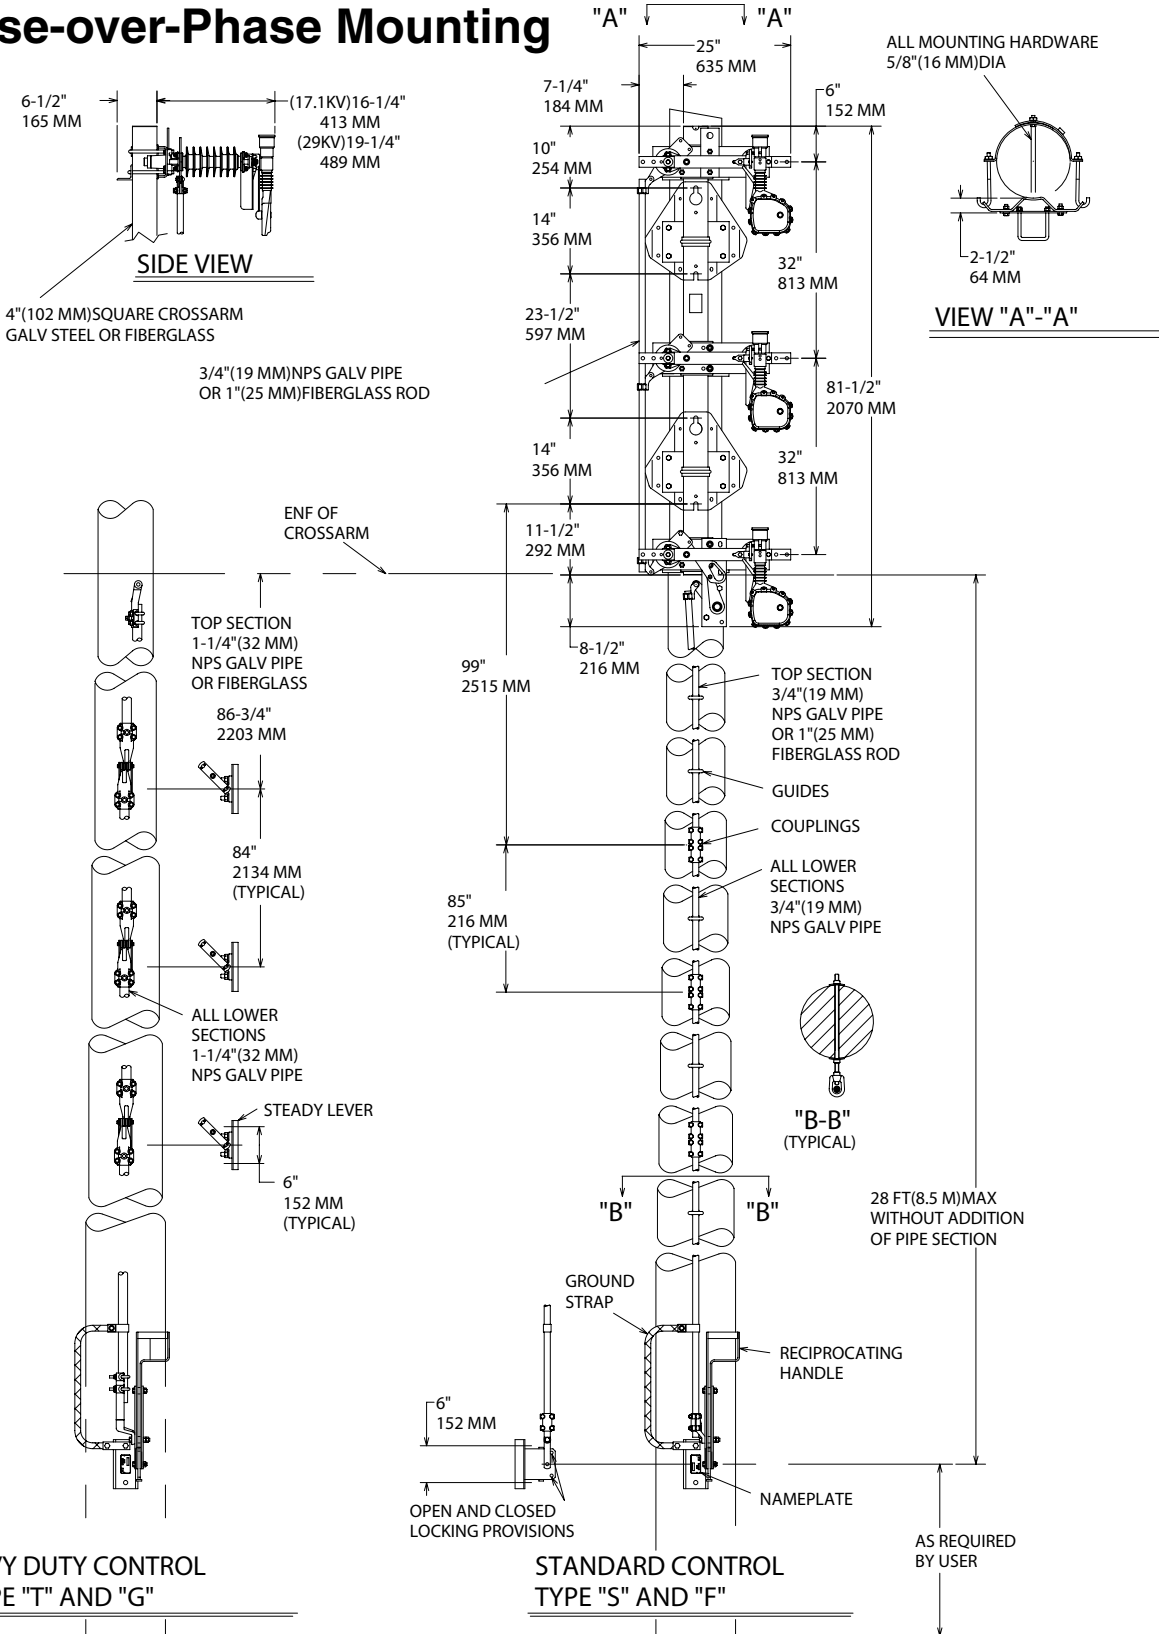 se-over-Phase Mounting
"A"
"A"
25"
635 MM
7-1/4"
184 MM
6"
152 MM
ALL MOUNTING HARDWARE
5/8"(16 MM)DIA
6-1/2"
165 MM
(17.1KV)16-1/4"
413 MM
(29KV)19-1/4"
489 MM
10"
254 MM
14"
356 MM
SIDE VIEW
32"
813 MM
2-1/2"
64 MM
VIEW "A"-"A"
4"(102 MM)SQUARE CROSSARM
GALV STEEL OR FIBERGLASS
23-1/2"
597 MM
3/4"(19 MM)NPS GALV PIPE
OR 1"(25 MM)FIBERGLASS ROD
81-1/2"
2070 MM
14"
356 MM
32"
813 MM
ENF OF
CROSSARM
11-1/2"
292 MM
TOP SECTION
1-1/4"(32 MM)
NPS GALV PIPE
OR FIBERGLASS
8-1/2"
216 MM
99"
2515 MM
TOP SECTION
3/4"(19 MM)
NPS GALV PIPE
OR 1"(25 MM)
FIBERGLASS ROD
86-3/4"
2203 MM
GUIDES
COUPLINGS
84"
2134 MM
(TYPICAL)
ALL LOWER
SECTIONS
3/4"(19 MM)
NPS GALV PIPE
85"
216 MM
(TYPICAL)
ALL LOWER
SECTIONS
1-1/4"(32 MM)
NPS GALV PIPE
STEADY LEVER
"B-B"
(TYPICAL)
6"
152 MM
(TYPICAL)
"B"
"B"
28 FT(8.5 M)MAX
WITHOUT ADDITION
OF PIPE SECTION
GROUND
STRAP
RECIPROCATING
HANDLE
6"
152 MM
NAMEPLATE
OPEN AND CLOSED
LOCKING PROVISIONS
AS REQUIRED
BY USER
Y DUTY CONTROL
E "T" AND "G"
STANDARD CONTROL
TYPE "S" AND "F"